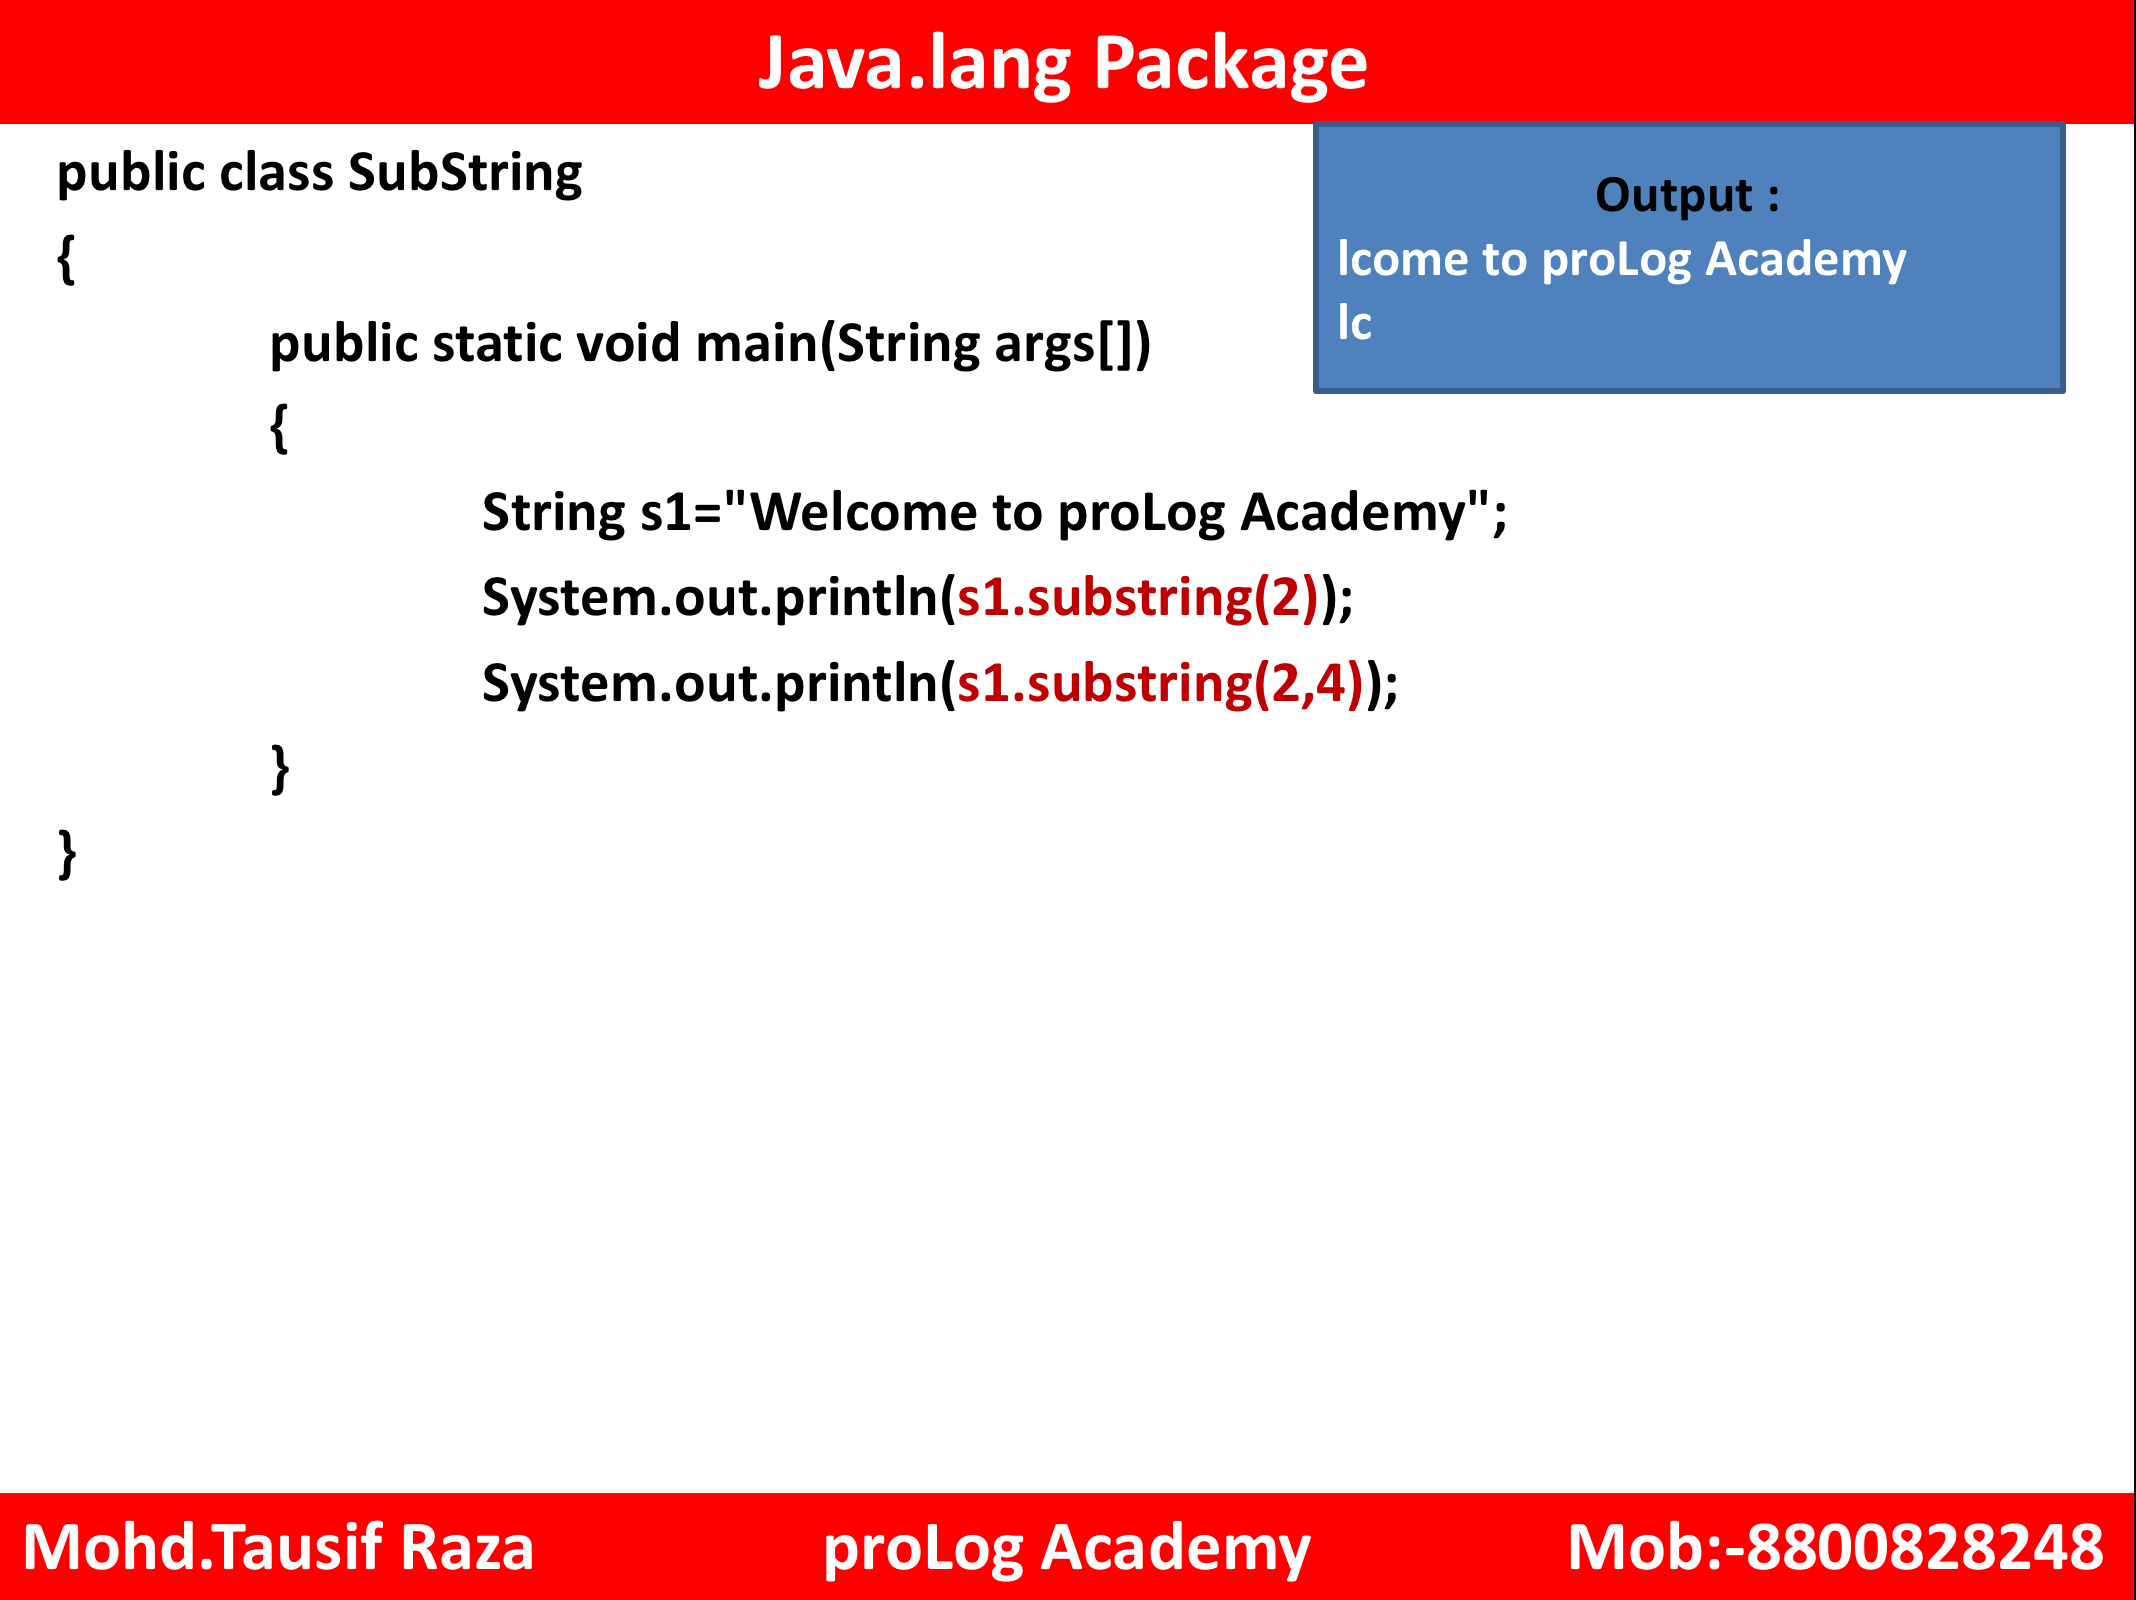 Java.lang Package
public class SubString
{
public static void main(String args[])
{
String s1="Welcome to proLog Academy";
System.out.println(s1.substring(2));
System.out.println(s1.substring(2,4));
}
}
Output :
lcome to proLog Academy
lc
Mohd.Tausif Raza proLog Academy Mob:-8800828248